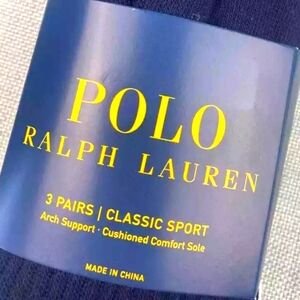 POLO
RALPH LAUREN
3 PAIRS | CLASSIC SPORT
Arch Support · Cushioned Comfort Sole
MADE IN CHINA